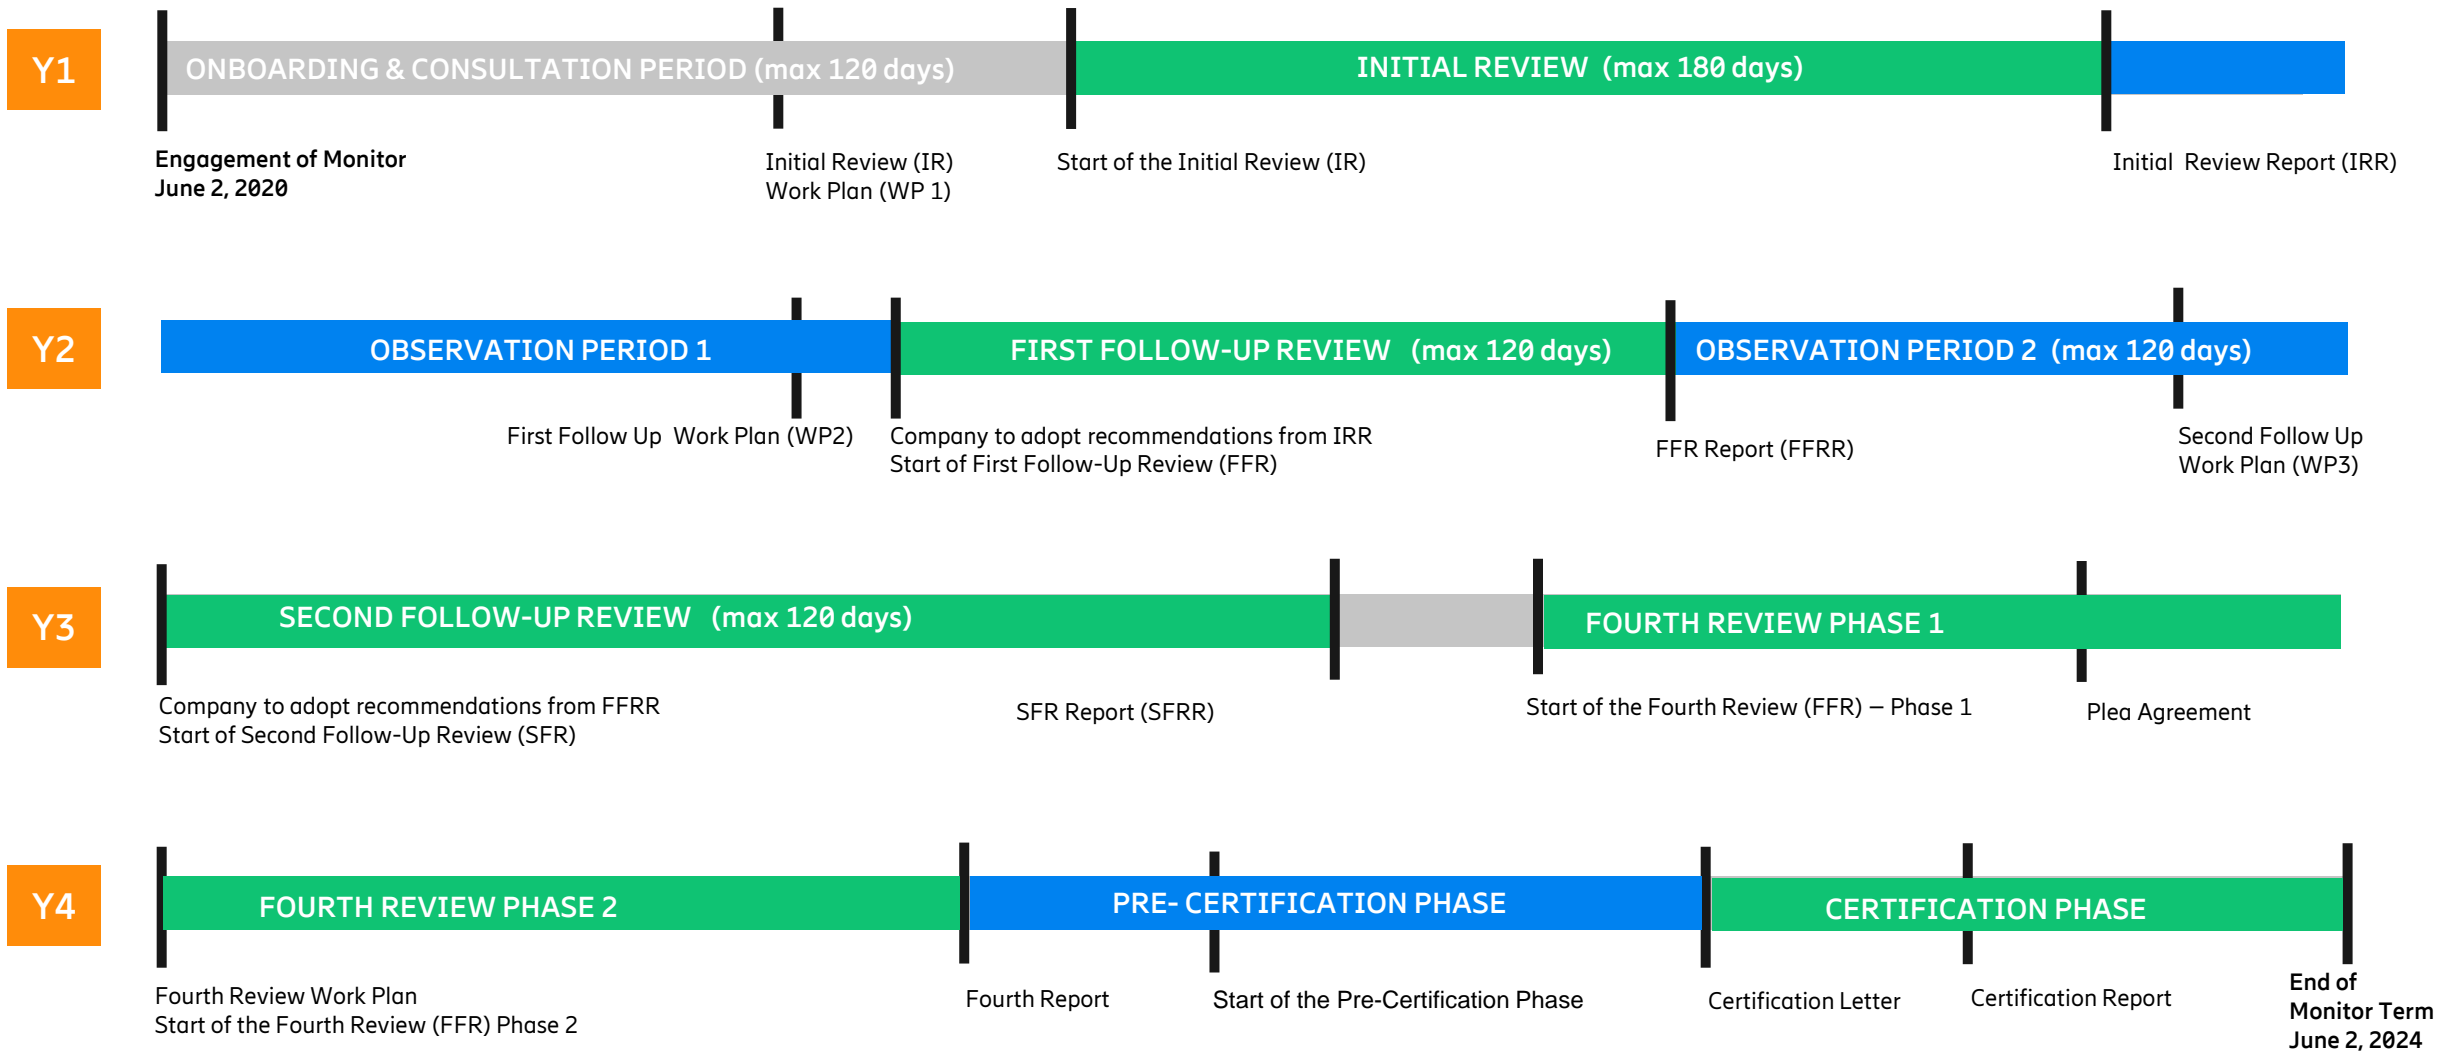 Y1
ONBOARDING & CONSULTATION PERIOD (max 120 days)
INITIAL REVIEW (max 180 days)
Engagement of Monitor
June 2, 2020
Initial Review (IR)
Work Plan (WP 1)
Start of the Initial Review (IR)
Initial Review Report (IRR)
Y2
OBSERVATION PERIOD 1
FIRST FOLLOW-UP REVIEW (max 120 days)
OBSERVATION PERIOD 2 (max 120 days)
First Follow Up Work Plan (WP2)
Company to adopt recommendations from IRR
Start of First Follow-Up Review (FFR)
FFR Report (FFRR)
Second Follow Up
Work Plan (WP3)
Y3
SECOND FOLLOW-UP REVIEW (max 120 days)
FOURTH REVIEW PHASE 1
Company to adopt recommendations from FFRR
Start of Second Follow-Up Review (SFR)
SFR Report (SFRR)
Start of the Fourth Review (FFR) – Phase 1
Plea Agreement
Y4
FOURTH REVIEW PHASE 2
PRE- CERTIFICATION PHASE
CERTIFICATION PHASE
Fourth Review Work Plan
Start of the Fourth Review (FFR) Phase 2
Fourth Report
Start of the Pre-Certification Phase
Certification Letter
Certification Report
End of
Monitor Term
June 2, 2024